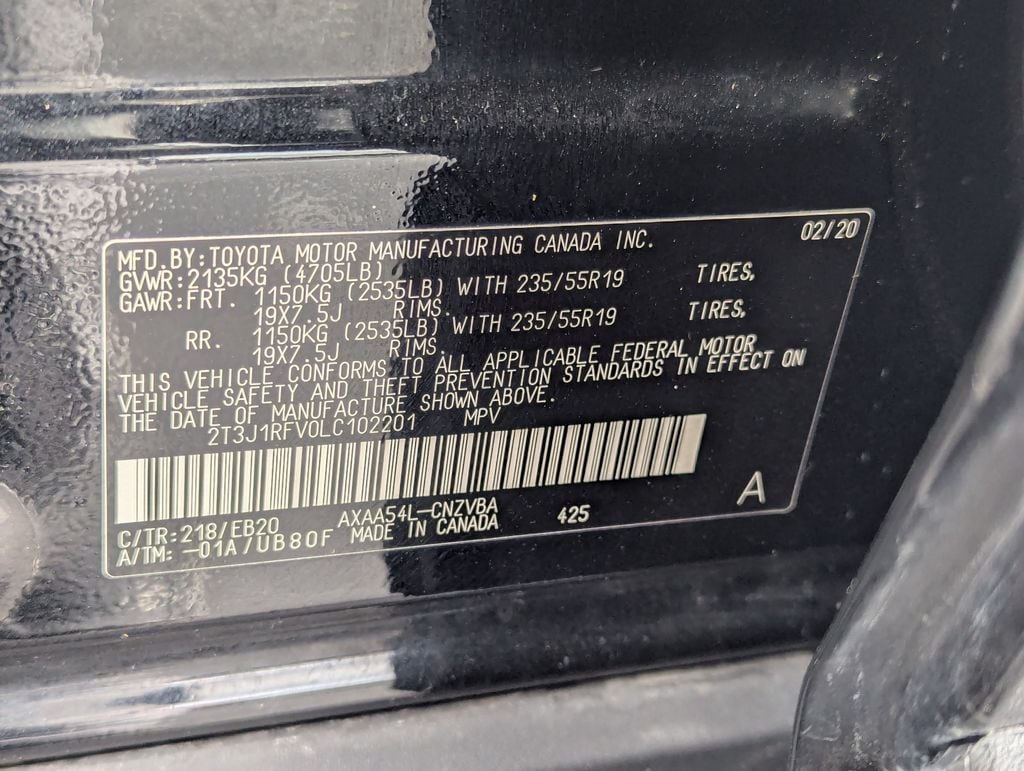 02/20
MFD.BY:TOYOTA MOTOR MANUFACTURING CANADA INC.
GVWR:2135KG (4705LB)
GAWR:FRT. 1150KG (2535LB) WITH 235/55R19 TIRES,
19X7.5J RIMS.
RR. 1150KG (2535LB) WITH 235/55R19 TIRES,
19X7.5J RIMS.
THIS VEHICLE CONFORMS TO ALL APPLICABLE FEDERAL MOTOR
VEHICLE SAFETY AND THEFT PREVENTION STANDARDS IN EFFECT ON
THE DATE OF MANUFACTURE SHOWN ABOVE.
2T3J1RFV0LC102201 MPV
A
C/TR:218/EB20 AXAA54L-CNZVBA 425
A/TM: -01A/UB80F MADE IN CANADA